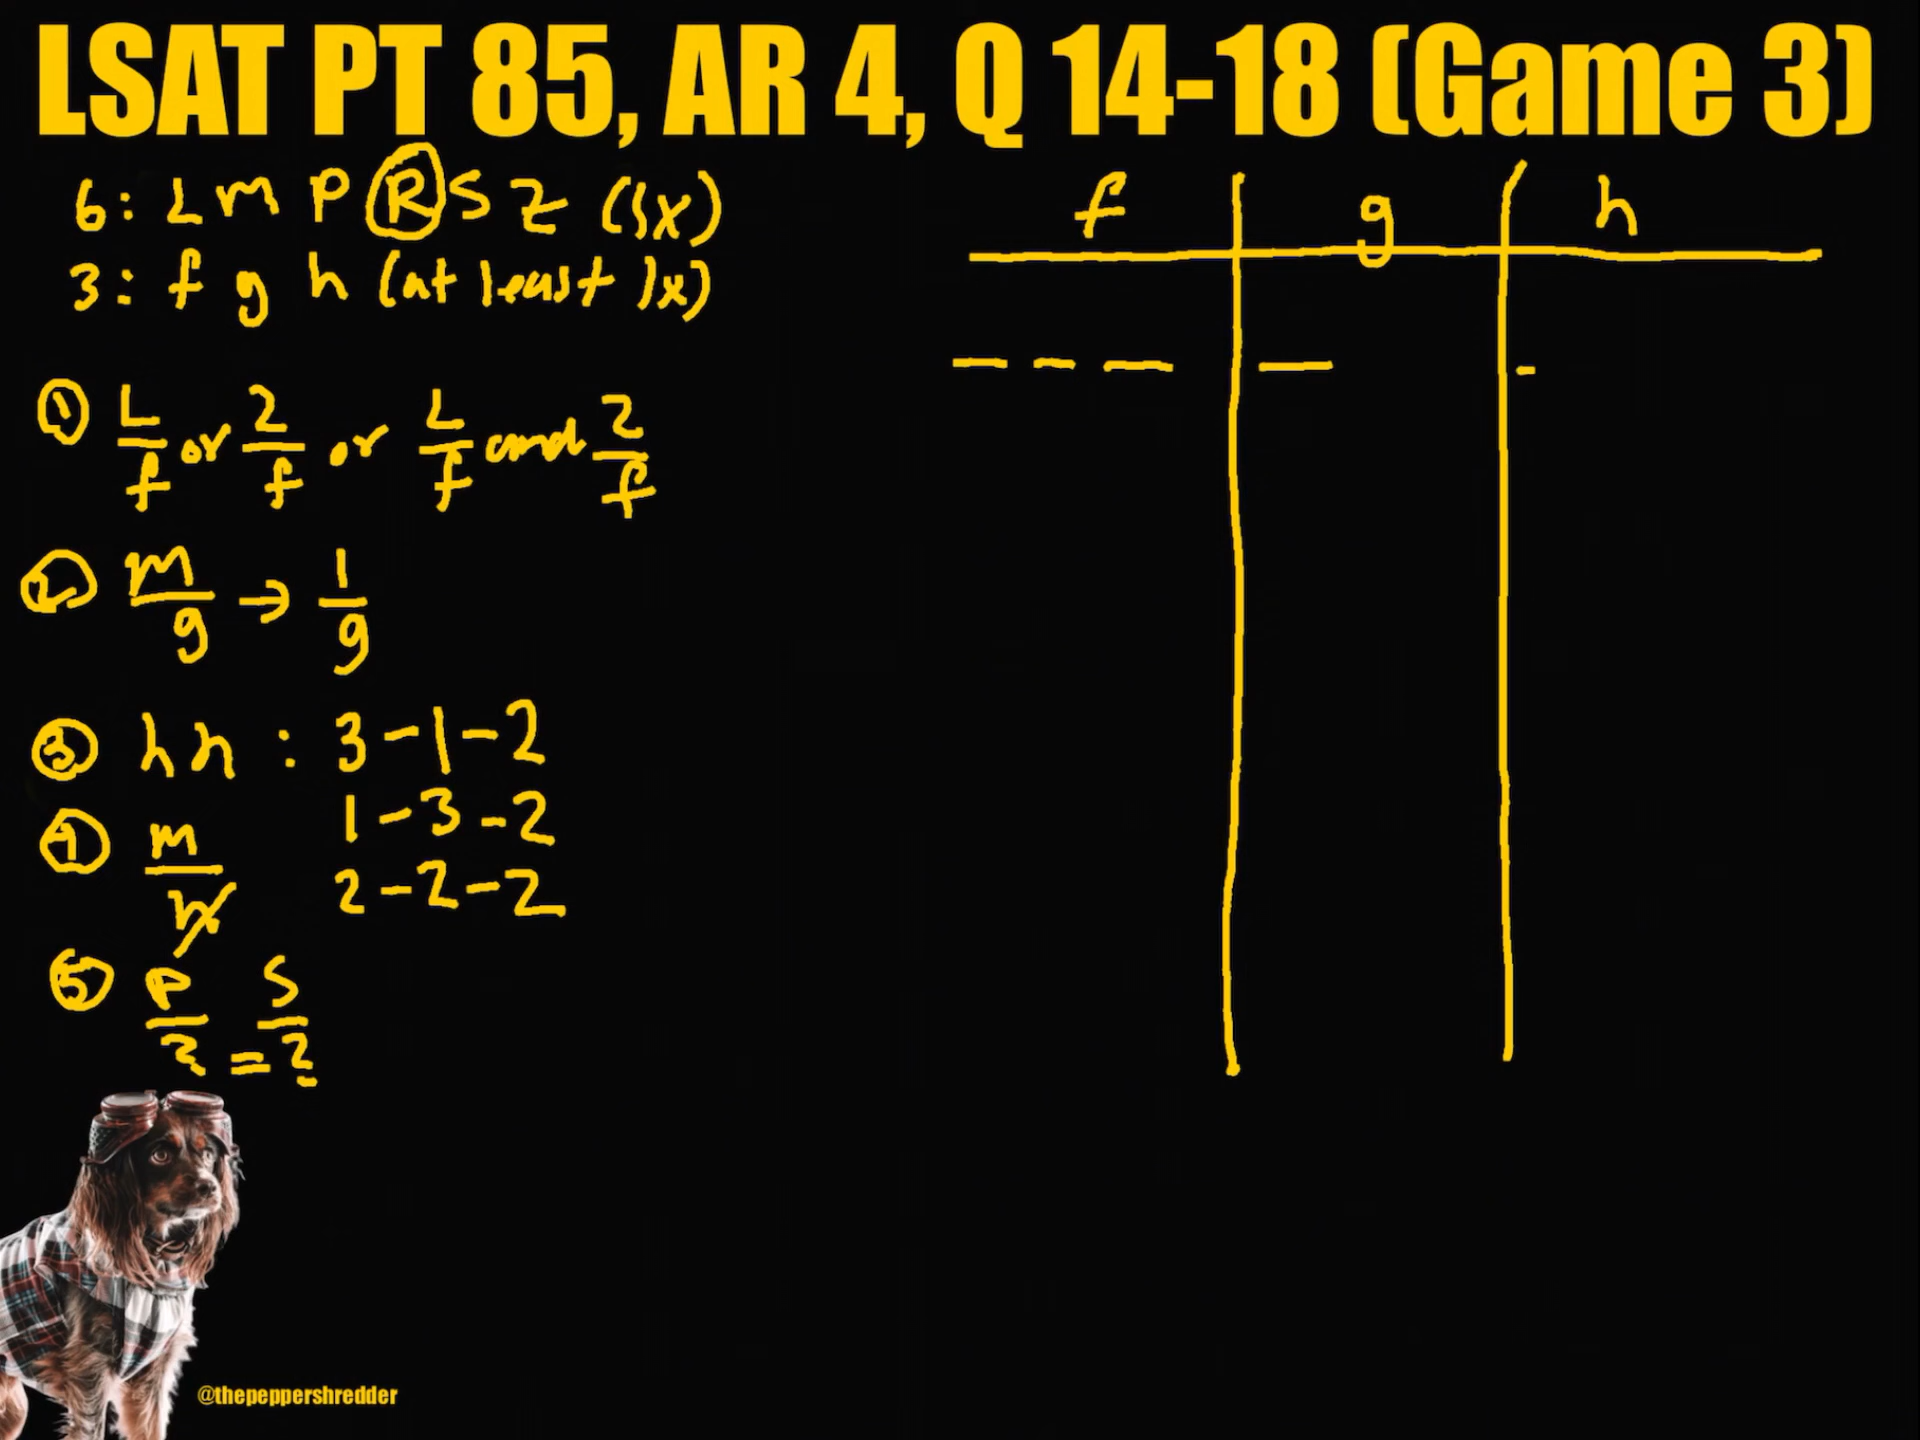 LSAT PT 85, AR 4, Q 14-18 (Game 3)
6: L M P R S Z (1x)
3: f g h (at least 1x)
① L/f or Z/f or L/f and Z/f
② M/g → 1/g
③ h h : 3-1-2
1-3-2
④ M/h
2-2-2
⑤ P/? = S/?
f g h
@thepeppershredder